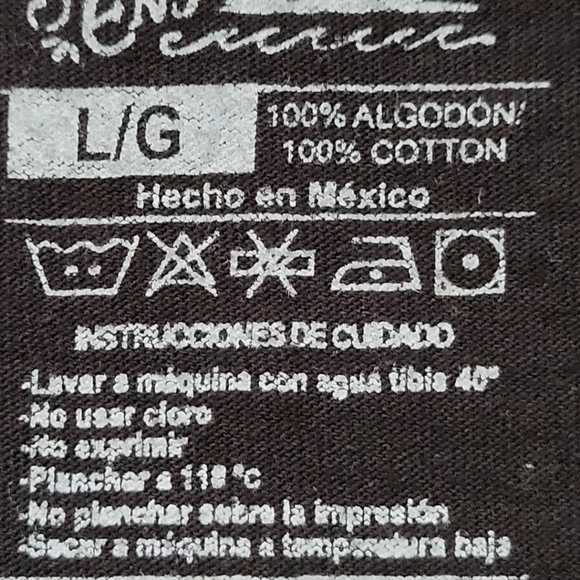 L/G
100% ALGODÓN/
100% COTTON
Hecho en México
INSTRUCCIONES DE CUIDADO
-Lavar a máquina con agua tibia 40°
-No usar cloro
-No exprimir
-Planchar a 110 °c
-No planchar sobre la impresión
-Secar a máquina a temperatura baja